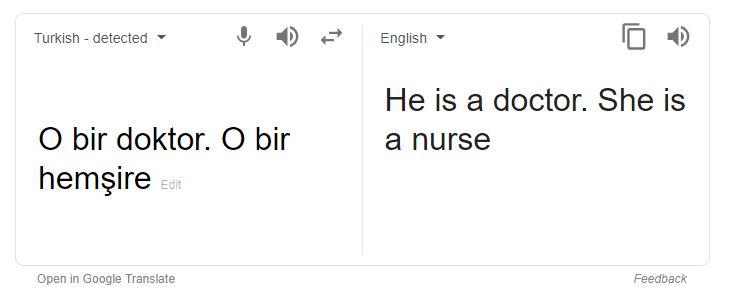 Turkish - detected
English
O bir doktor. O bir
hemşire Edit
He is a doctor. She is
a nurse
Open in Google Translate
Feedback